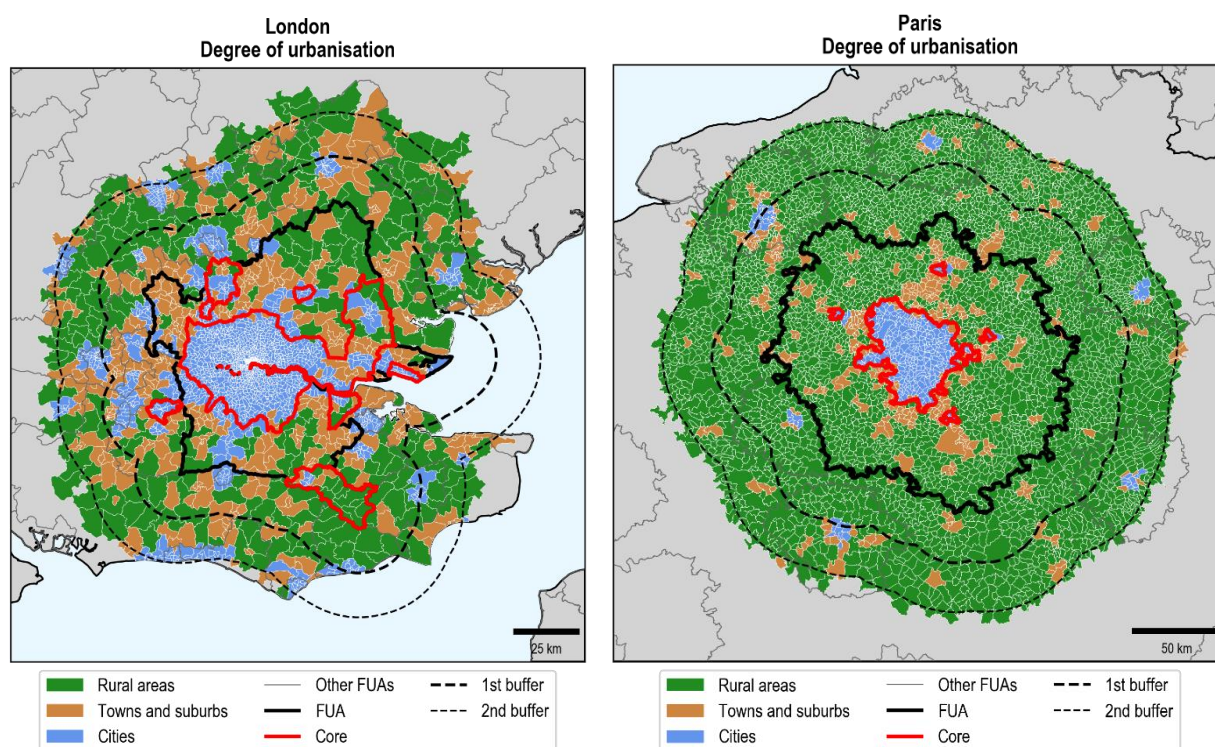 London
Degree of urbanisation
Paris
Degree of urbanisation
25 km
50 km
Rural areas
Other FUAs
1st buffer
Towns and suburbs
FUA
2nd buffer
Cities
Core
Rural areas
Other FUAs
1st buffer
Towns and suburbs
FUA
2nd buffer
Cities
Core